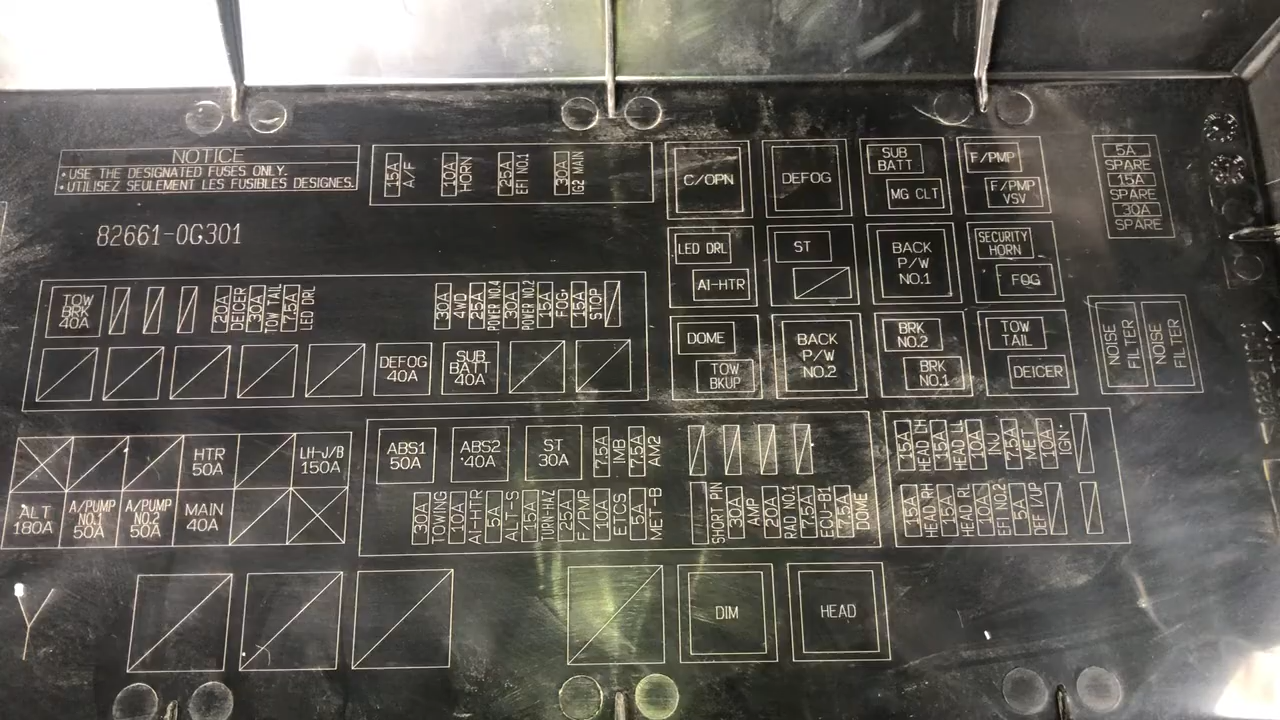 NOTICE
• USE THE DESIGNATED FUSES ONLY.
• UTILISEZ SEULEMENT LES FUSIBLES DESIGNES.
15A A/F
10A HORN
25A EFI NO.1
30A IG2 MAIN
82661-0G301
C/OPN
DEFOG
SUB BATT
MG CLT
F/PMP
F/PMP VSV
5A SPARE
15A SPARE
30A SPARE
LED DRL
AI-HTR
ST
BACK P/W NO.1
SECURITY HORN
FOG
DOME
TOW BKUP
BACK P/W NO.2
BRK NO.2
BRK NO.1
TOW TAIL
DEICER
NOISE FILTER
NOISE FILTER
TOW BRK 40A
20A DEICER
30A TOW TAIL
7.5A LED DRL
30A 4WD
25A POWER NO.4
30A POWER NO.2
15A FOG
15A STOP
DEFOG 40A
SUB BATT 40A
HTR 50A
LH-J/B 150A
ALT 180A
A/PUMP NO.1 50A
A/PUMP NO.2 50A
MAIN 40A
ABS1 50A
ABS2 40A
ST 30A
7.5A IMB
7.5A AM2
30A TOWING
10A AI-HTR
5A ALT-S
15A TURN-HAZ
25A F/PMP
10A ETCS
5A MET-B
SHORT PIN
30A AMP
20A RAD NO.1
7.5A ECU-B1
7.5A DOME
15A HEAD LH
15A HEAD LL
10A INJ
7.5A MET
10A IGN
15A HEAD RH
15A HEAD RL
10A EFI NO.2
5A DEF I/UP
DIM
HEAD